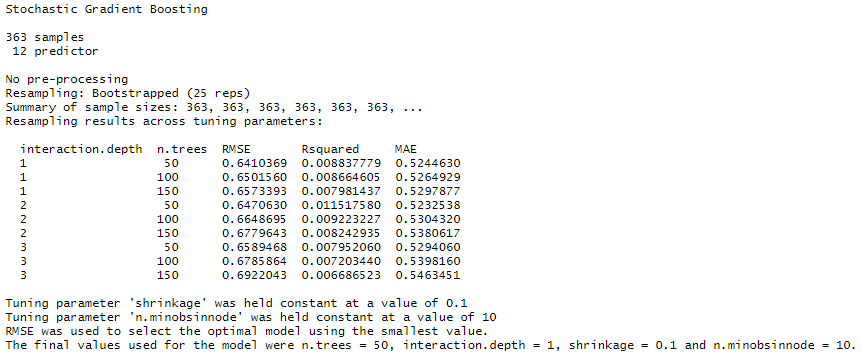 Stochastic Gradient Boosting
363 samples
12 predictor
No pre-processing
Resampling: Bootstrapped (25 reps)
Summary of sample sizes: 363, 363, 363, 363, 363, 363, ...
Resampling results across tuning parameters:
interaction.depth  n.trees  RMSE       Rsquared     MAE
1                   50      0.6410369  0.008837779  0.5244630
1                  100      0.6501560  0.008664605  0.5264929
1                  150      0.6573393  0.007981437  0.5297877
2                   50      0.6470630  0.011517580  0.5232538
2                  100      0.6648695  0.009223227  0.5304320
2                  150      0.6779643  0.008242935  0.5380617
3                   50      0.6589468  0.007952060  0.5294060
3                  100      0.6785864  0.007203440  0.5398160
3                  150      0.6922043  0.006686523  0.5463451
Tuning parameter 'shrinkage' was held constant at a value of 0.1
Tuning parameter 'n.minobsinnode' was held constant at a value of 10
RMSE was used to select the optimal model using the smallest value.
The final values used for the model were n.trees = 50, interaction.depth = 1, shrinkage = 0.1 and n.minobsinnode = 10.